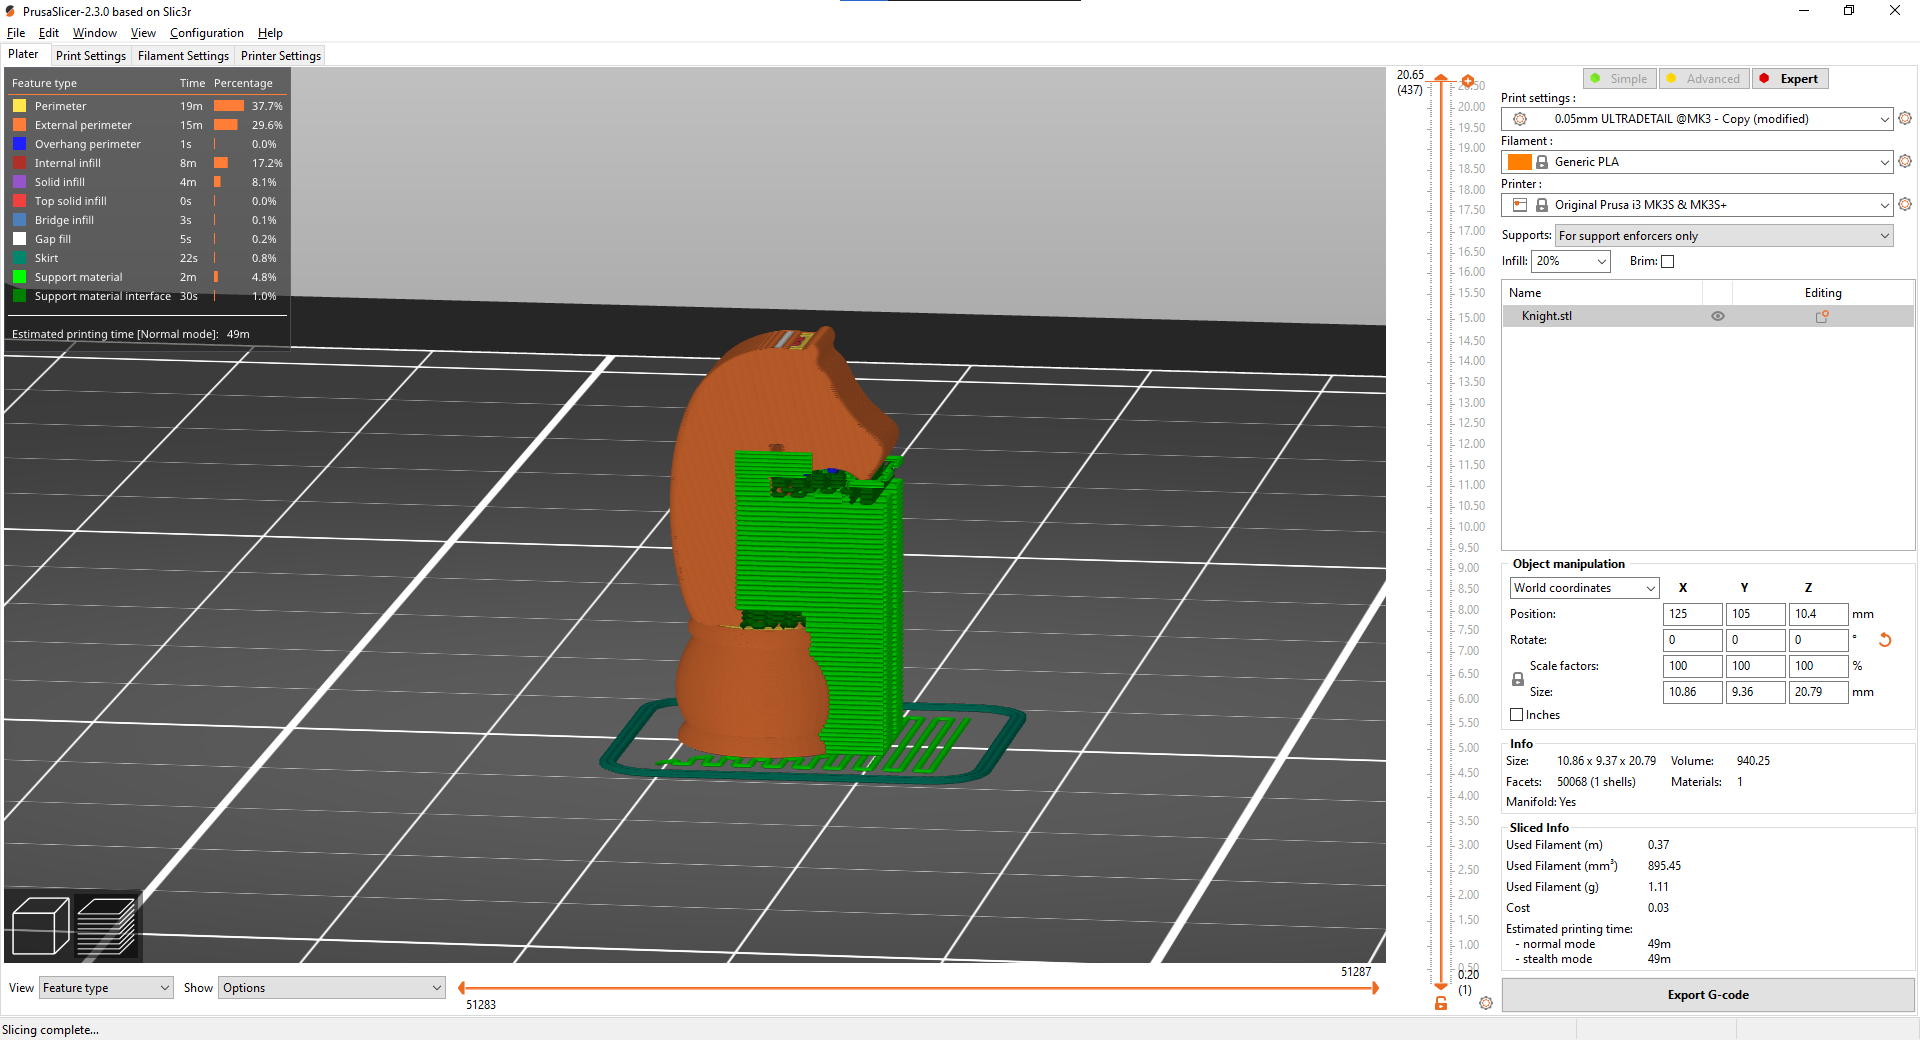 PrusaSlicer-2.3.0 based on Slic3r
File Edit Window View Configuration Help
Plater Print Settings Filament Settings Printer Settings
Feature type Time Percentage
Perimeter 19m 37.7%
External perimeter 15m 29.6%
Overhang perimeter 1s 0.0%
Internal infill 8m 17.2%
Solid infill 4m 8.1%
Top solid infill 0s 0.0%
Bridge infill 3s 0.1%
Gap fill 5s 0.2%
Skirt 22s 0.8%
Support material 2m 4.8%
Support material interface 30s 1.0%
Estimated printing time [Normal mode]: 49m
View Feature type Show Options
51287
51283
20.65
(437)
20.50
20.00
19.50
19.00
18.50
18.00
17.50
17.00
16.50
16.00
15.50
15.00
14.50
14.00
13.50
13.00
12.50
12.00
11.50
11.00
10.50
10.00
9.50
9.00
8.50
8.00
7.50
7.00
6.50
6.00
5.50
5.00
4.50
4.00
3.50
3.00
2.50
2.00
1.50
1.00
0.50
0.20
(1)
Simple Advanced Expert
Print settings :
0.05mm ULTRADETAIL @MK3 - Copy (modified)
Filament :
Generic PLA
Printer :
Original Prusa i3 MK3S & MK3S+
Supports: For support enforcers only
Infill: 20% Brim:
Name Editing
Knight.stl
Object manipulation
World coordinates X Y Z
Position: 125 105 10.4 mm
Rotate: 0 0 0 °
Scale factors: 100 100 100 %
Size: 10.86 9.36 20.79 mm
Inches
Info
Size: 10.86 x 9.37 x 20.79 Volume: 940.25
Facets: 50068 (1 shells) Materials: 1
Manifold: Yes
Sliced Info
Used Filament (m) 0.37
Used Filament (mm³) 895.45
Used Filament (g) 1.11
Cost 0.03
Estimated printing time:
- normal mode 49m
- stealth mode 49m
Export G-code
Slicing complete...